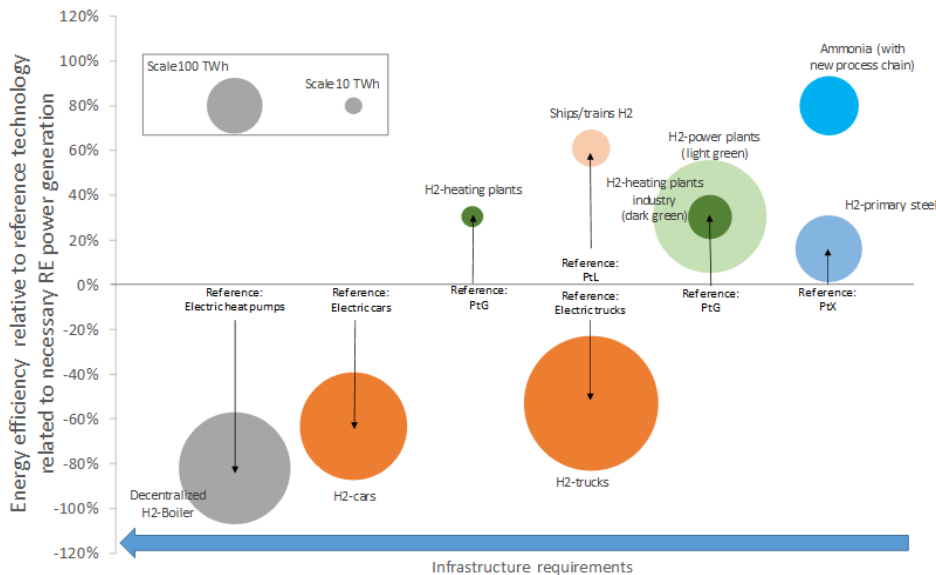 Energy efficiency relative to reference technology
related to necessary RE power generation
120%
100%
80%
60%
40%
20%
0%
-20%
-40%
-60%
-80%
-100%
-120%
Scale100 TWh
Scale10 TWh
Ammonia (with
new process chain)
Ships/trains H2
H2-power plants
(light green)
H2-heating plants
H2-heating plants
industry
(dark green)
H2-primary steel
Reference:
PtL
Reference:
Electric heat pumps
Reference:
Electric cars
Reference:
PtG
Reference:
Electric trucks
Reference:
PtG
Reference:
PtX
Decentralized
H2-Boiler
H2-cars
H2-trucks
Infrastructure requirements